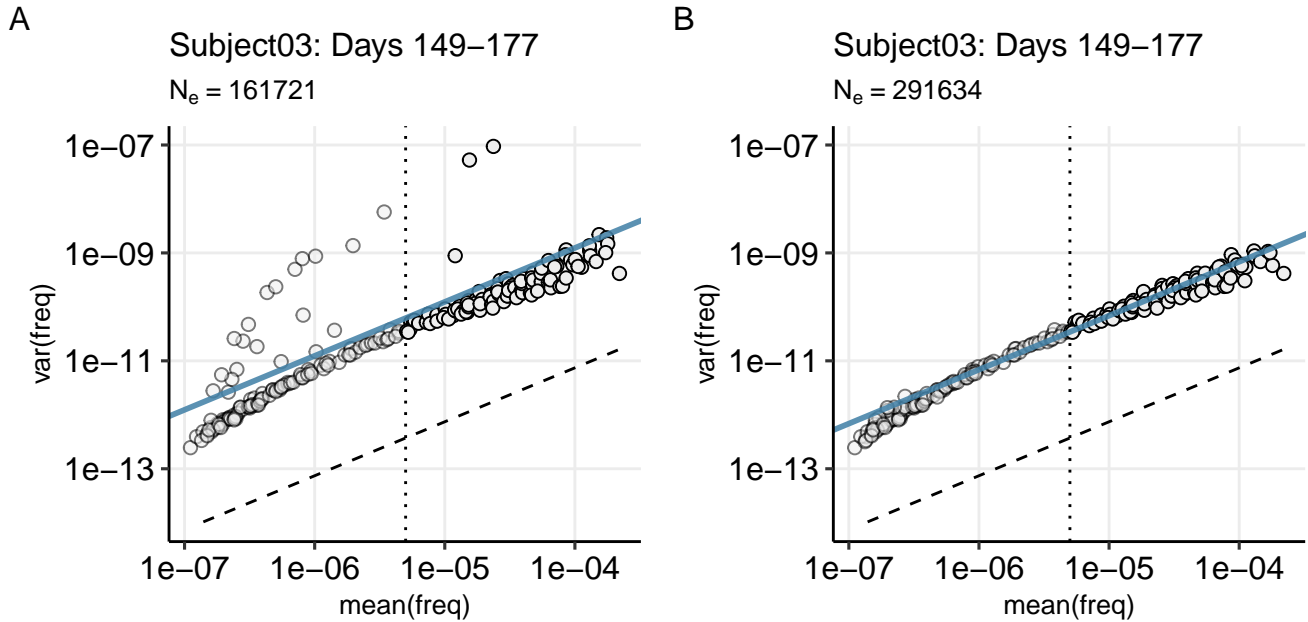 A
Subject03: Days 149−177
Ne = 161721
1e−07
1e−09
1e−11
1e−13
var(freq)
1e−07 1e−06 1e−05 1e−04
mean(freq)
B
Subject03: Days 149−177
Ne = 291634
1e−07
1e−09
1e−11
1e−13
var(freq)
1e−07 1e−06 1e−05 1e−04
mean(freq)